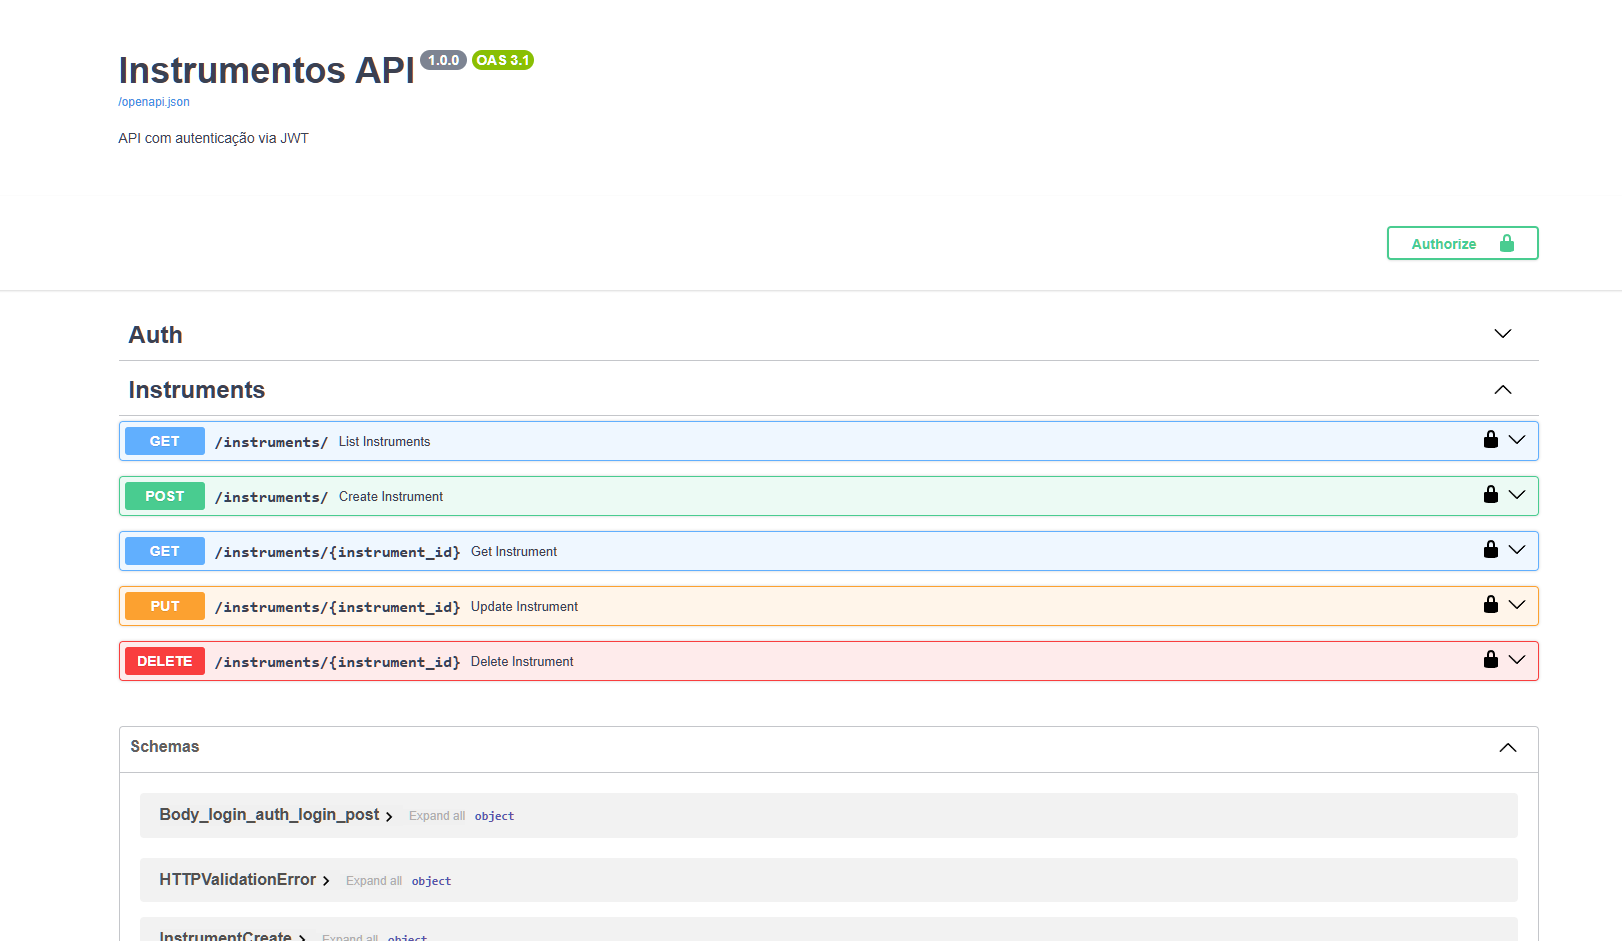 Instrumentos API 1.0.0 OAS 3.1
/openapi.json
API com autenticação via JWT
Authorize
Auth
Instruments
GET /instruments/ List Instruments
POST /instruments/ Create Instrument
GET /instruments/{instrument_id} Get Instrument
PUT /instruments/{instrument_id} Update Instrument
DELETE /instruments/{instrument_id} Delete Instrument
Schemas
Body_login_auth_login_post Expand all object
HTTPValidationError Expand all object
InstrumentCreate Expand all object